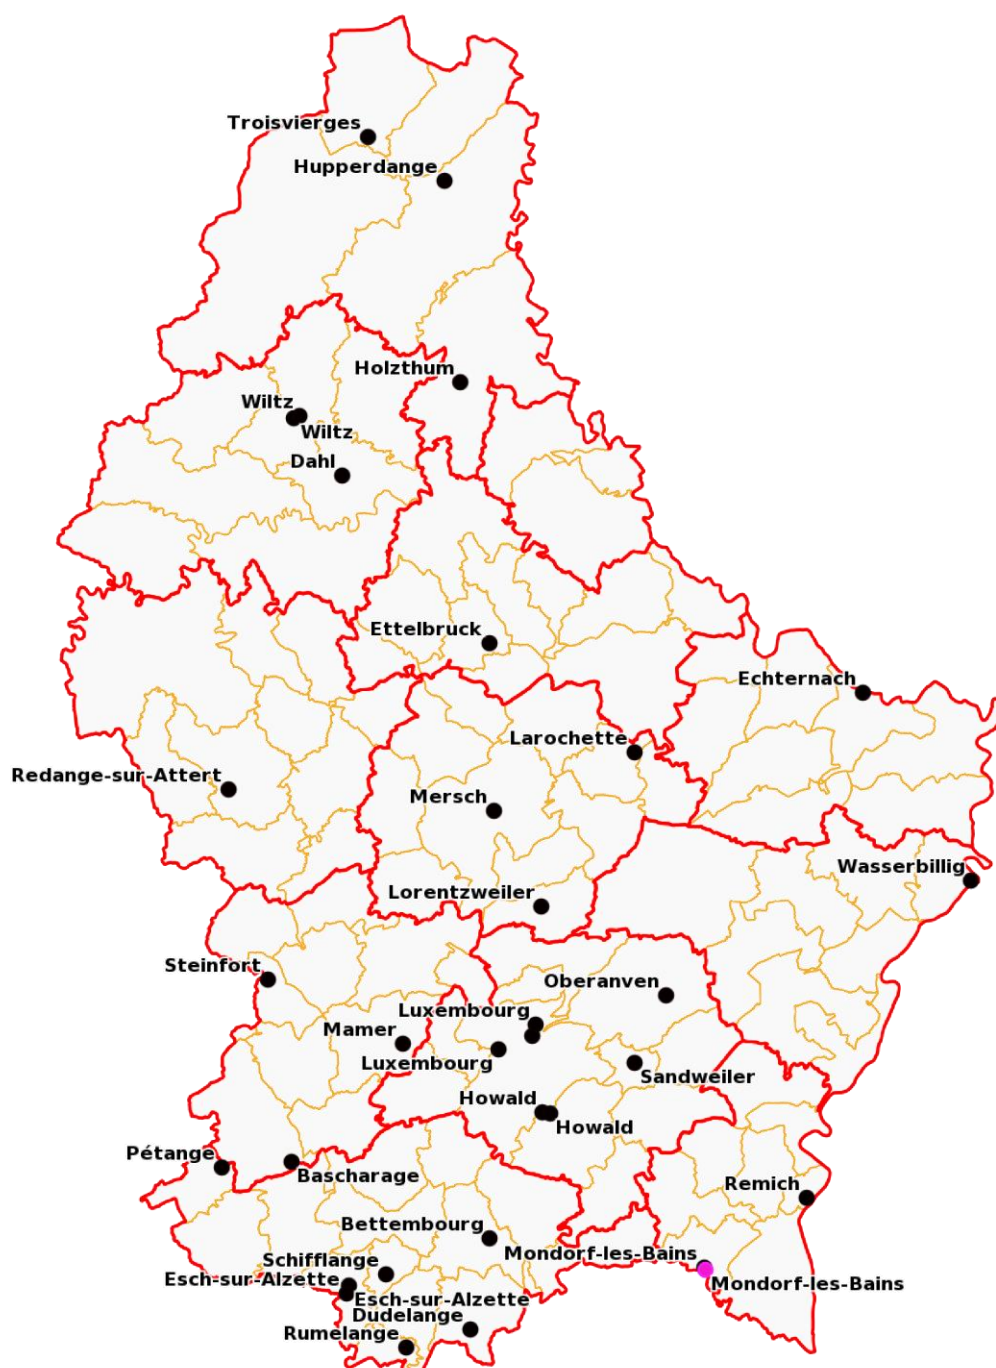 Troisvierges
Hupperdange
Holzthum
Wiltz
Wiltz
Dahl
Ettelbruck
Echternach
Larochette
Redange-sur-Attert
Mersch
Wasserbillig
Lorentzweiler
Steinfort
Oberanven
Luxembourg
Mamer
Luxembourg
Sandweiler
Howald
Howald
Pétange
Bascharage
Remich
Bettembourg
Mondorf-les-Bains
Schifflange
Esch-sur-Alzette
Mondorf-les-Bains
Esch-sur-Alzette
Dudelange
Rumelange